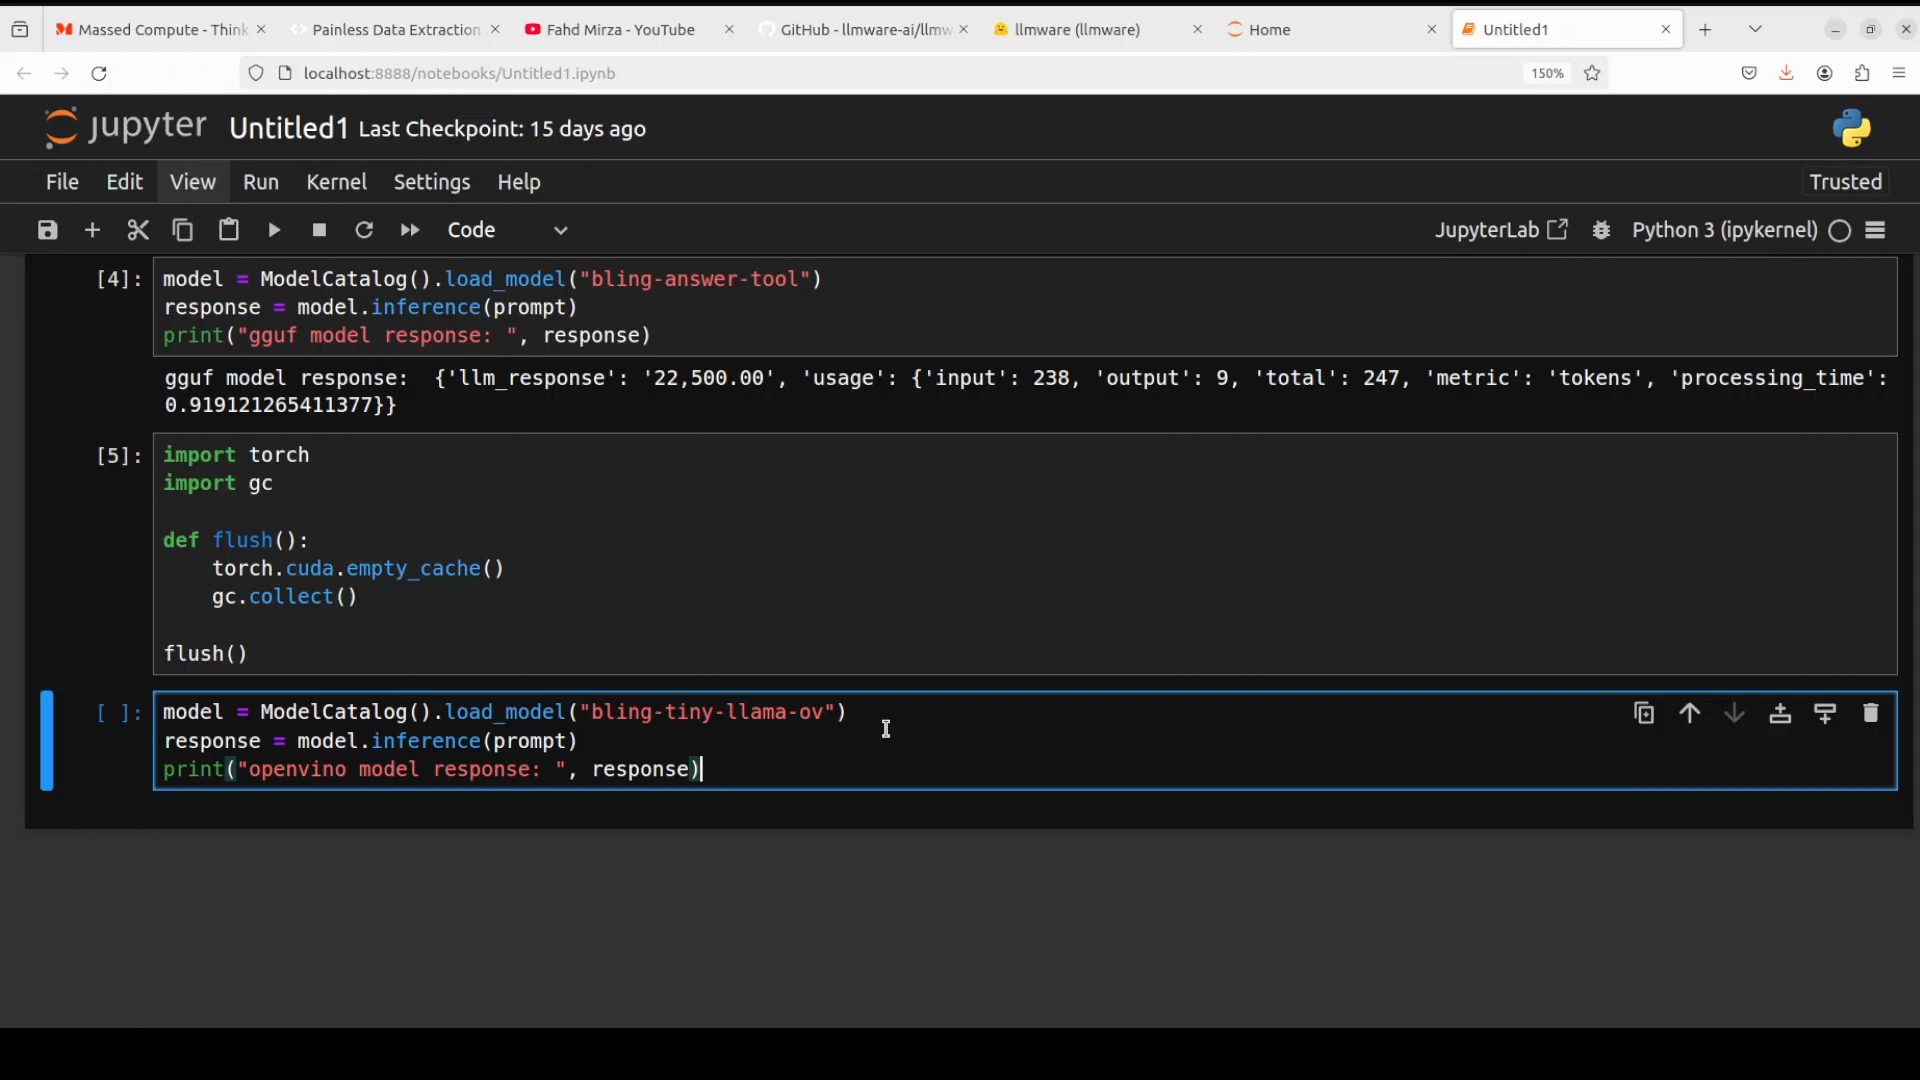 Massed Compute - Think
Painless Data Extraction
Fahd Mirza - YouTube
GitHub - llmware-ai/llmw
llmware (llmware)
Home
Untitled1
localhost:8888/notebooks/Untitled1.ipynb
150%
jupyter Untitled1 Last Checkpoint: 15 days ago
File Edit View Run Kernel Settings Help
Trusted
Code
JupyterLab
Python 3 (ipykernel)
[4]: model = ModelCatalog().load_model("bling-answer-tool")
response = model.inference(prompt)
print("gguf model response: ", response)
gguf model response:  {'llm_response': '22,500.00', 'usage': {'input': 238, 'output': 9, 'total': 247, 'metric': 'tokens', 'processing_time':
0.919121265411377}}
[5]: import torch
import gc
def flush():
    torch.cuda.empty_cache()
    gc.collect()
flush()
[ ]: model = ModelCatalog().load_model("bling-tiny-llama-ov")
response = model.inference(prompt)
print("openvino model response: ", response)